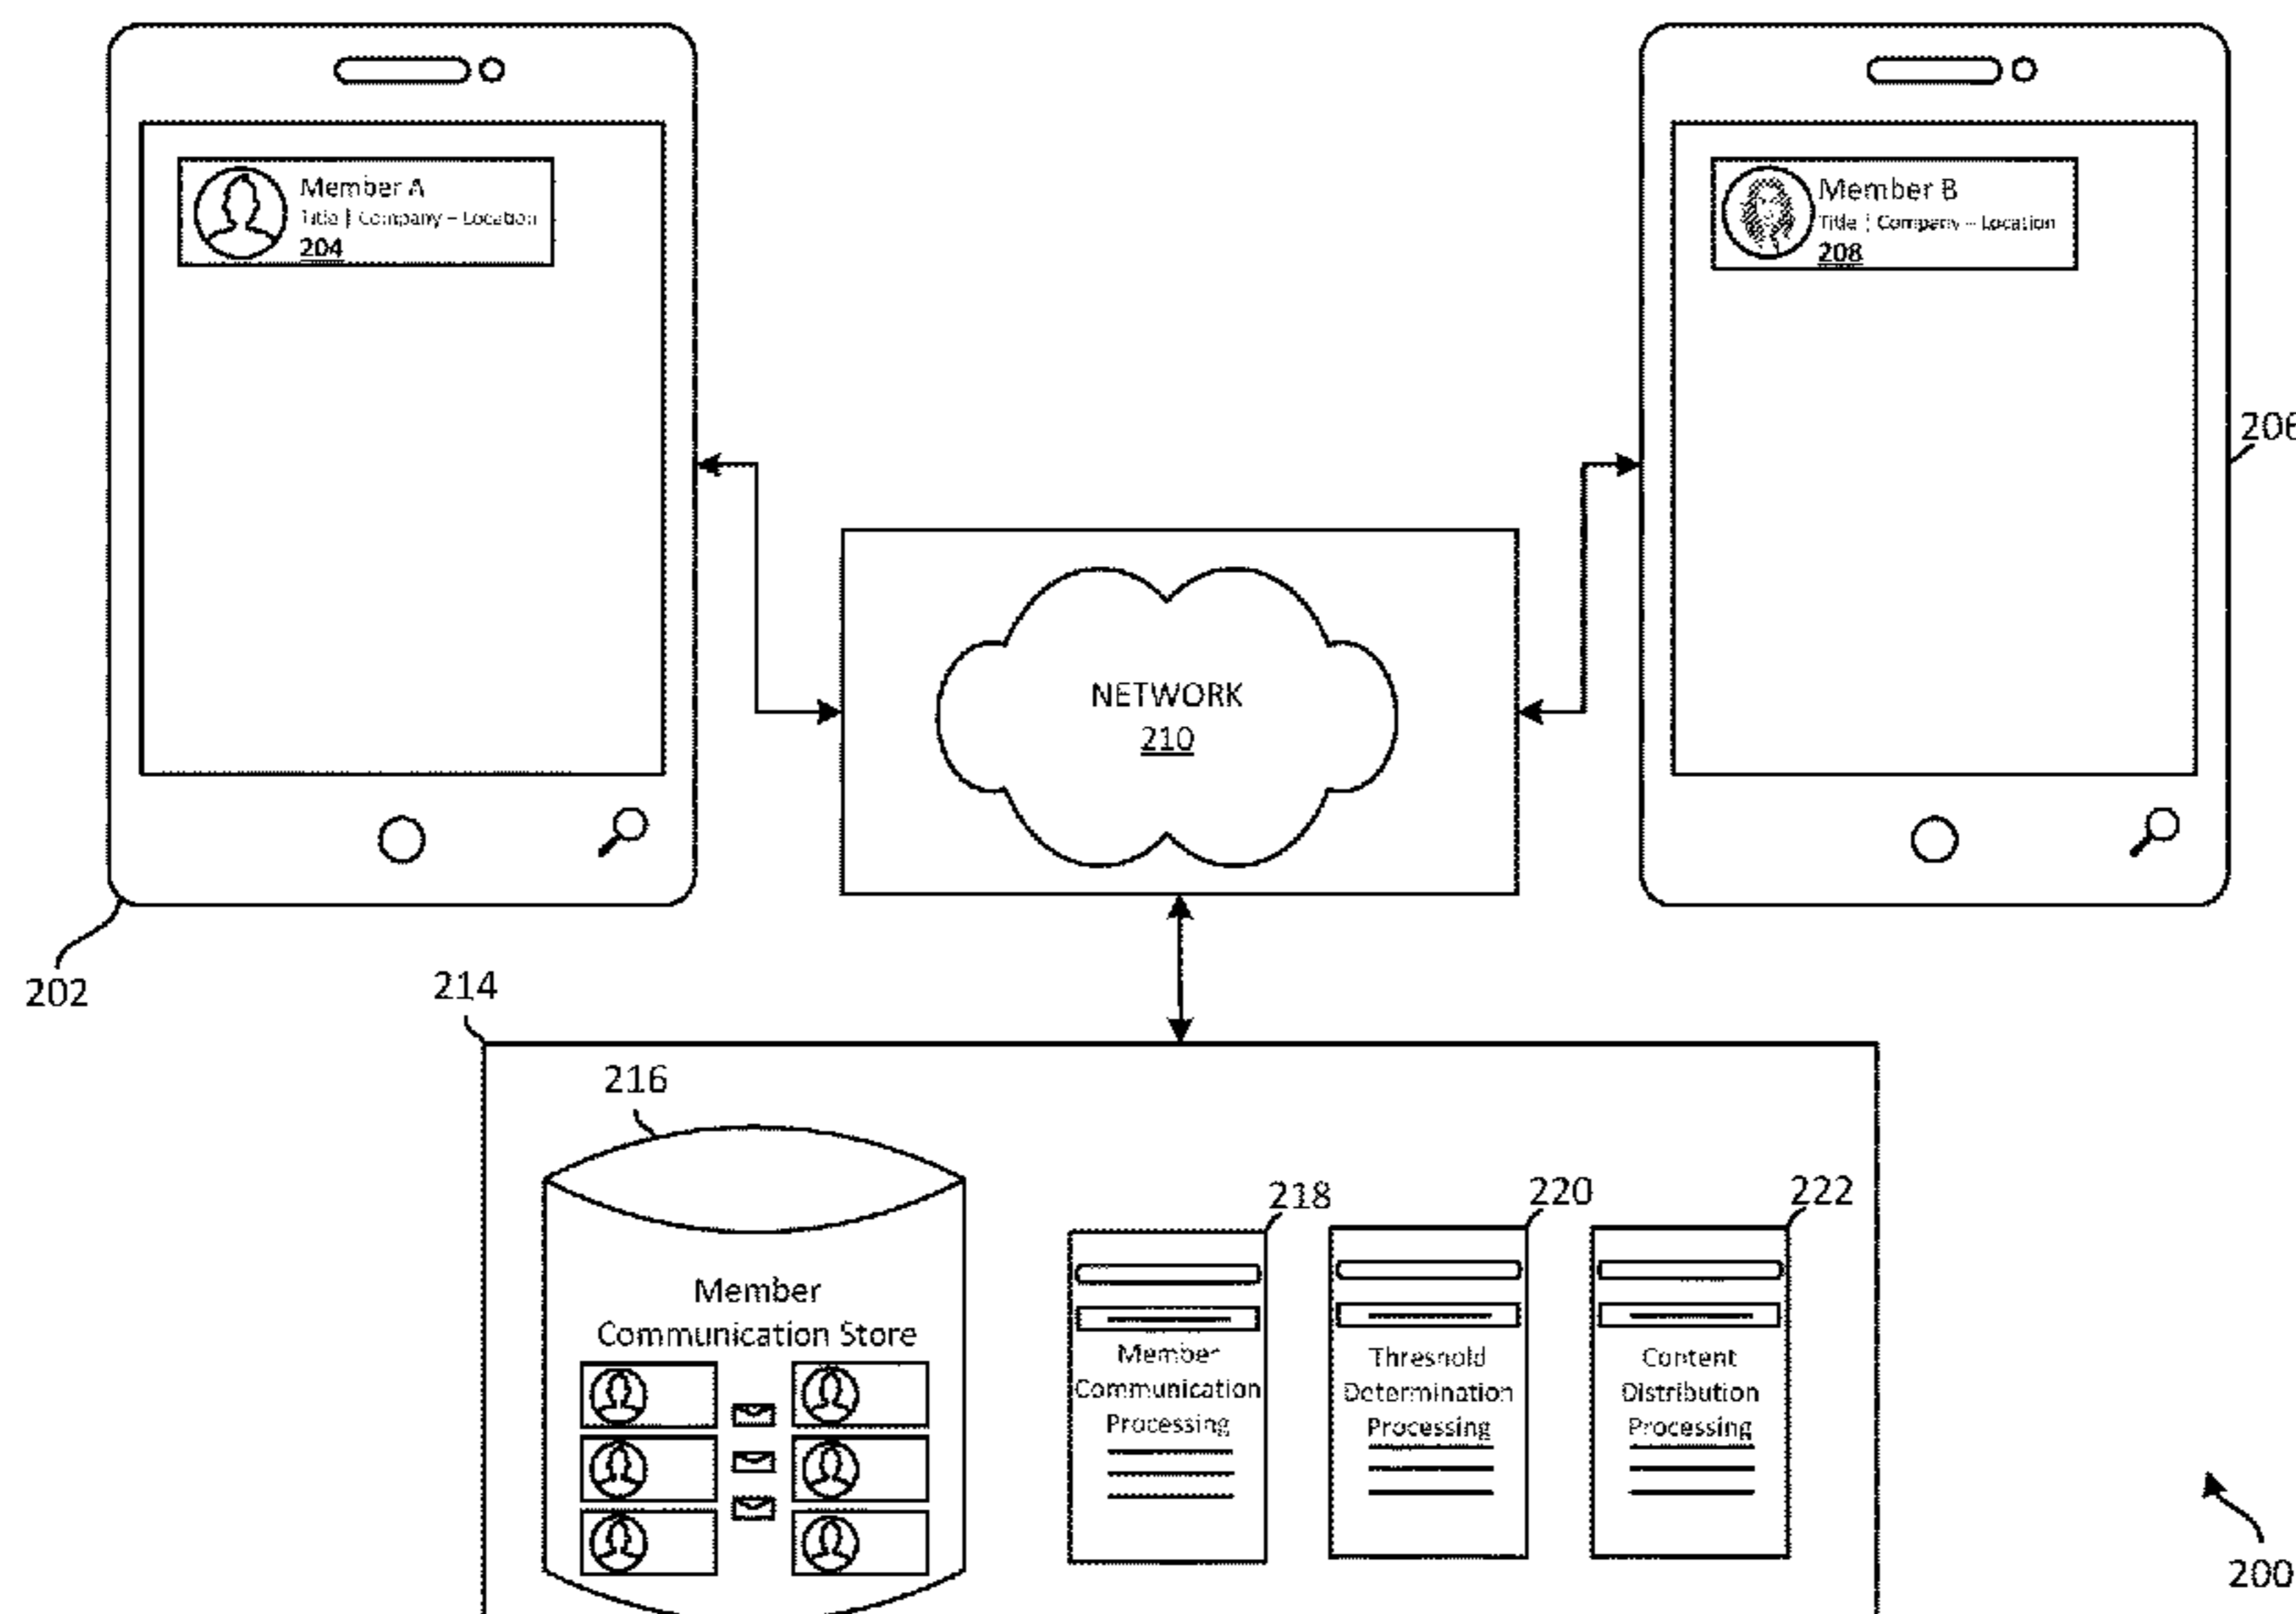 Member A
Title | Company – Location
204
Member B
Title | Company – Location
208
206
NETWORK
210
202
214
216
218
220
222
Member
Communication Store
Member
Communication
Processing
Threshold
Determination
Processing
Content
Distribution
Processing
200